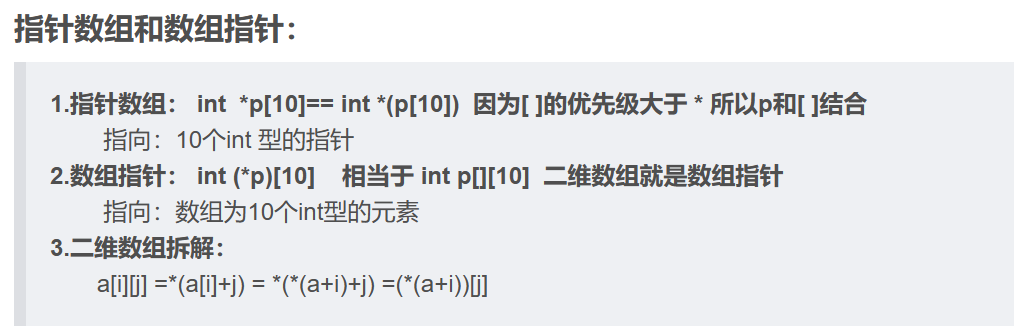 指针数组和数组指针：
1.指针数组： int *p[10]== int *(p[10]) 因为[ ]的优先级大于 * 所以p和[ ]结合
指向：10个int 型的指针
2.数组指针： int (*p)[10] 相当于 int p[][10] 二维数组就是数组指针
指向：数组为10个int型的元素
3.二维数组拆解：
a[i][j] =*(a[i]+j) = *(*(a+i)+j) =(*(a+i))[j]